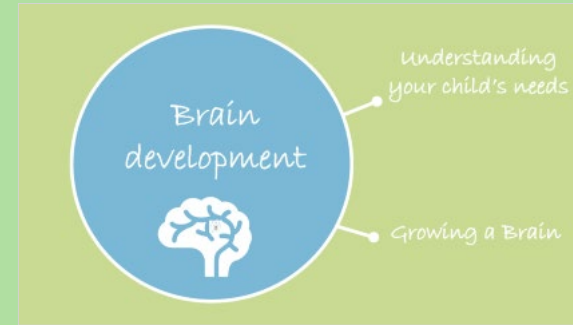 Brain
development
Understanding
your child's needs
Growing a Brain